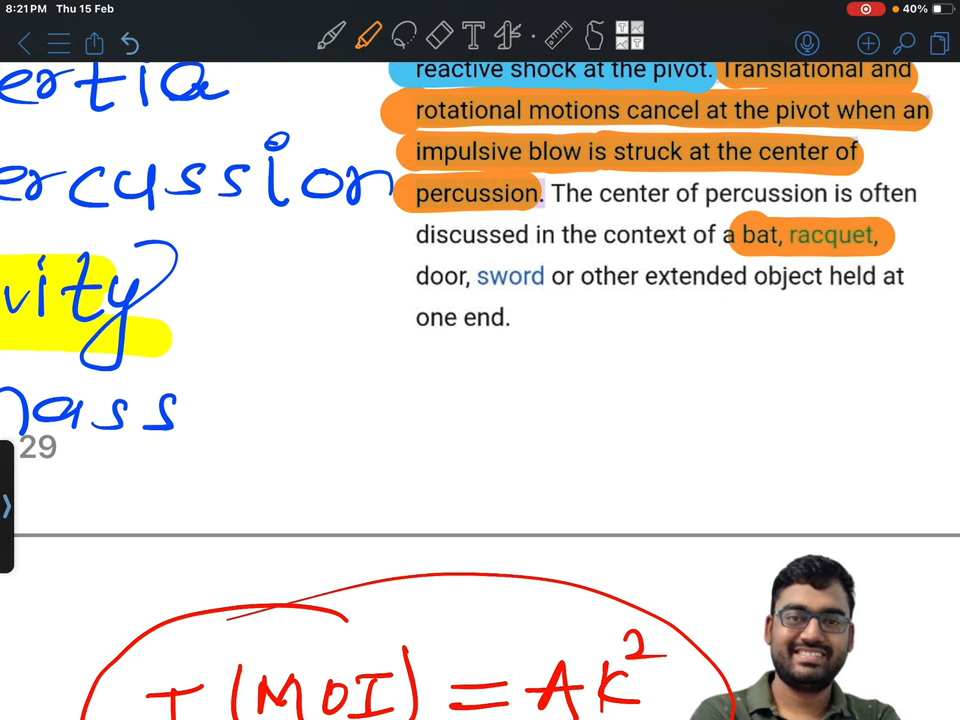 8:21 PM Thu 15 Feb
40%
ertia
ercussion
vity
mass
29
reactive shock at the pivot. Translational and
rotational motions cancel at the pivot when an
impulsive blow is struck at the center of
percussion. The center of percussion is often
discussed in the context of a bat, racquet,
door, sword or other extended object held at
one end.
I (MOI) = AK²